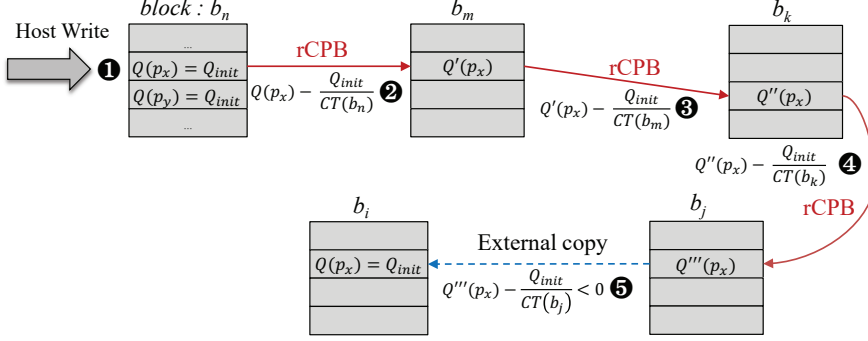 block : b_n
b_m
b_k
Host Write
❶
...
Q(p_x) = Q_init
Q(p_y) = Q_init
...
rCPB
Q(p_x) − Q_init / CT(b_n) ❷
Q′(p_x)
rCPB
Q′(p_x) − Q_init / CT(b_m) ❸
Q′′(p_x)
Q′′(p_x) − Q_init / CT(b_k) ❹
rCPB
b_i
b_j
External copy
Q(p_x) = Q_init
Q′′′(p_x)
Q′′′(p_x) − Q_init / CT(b_j) < 0 ❺